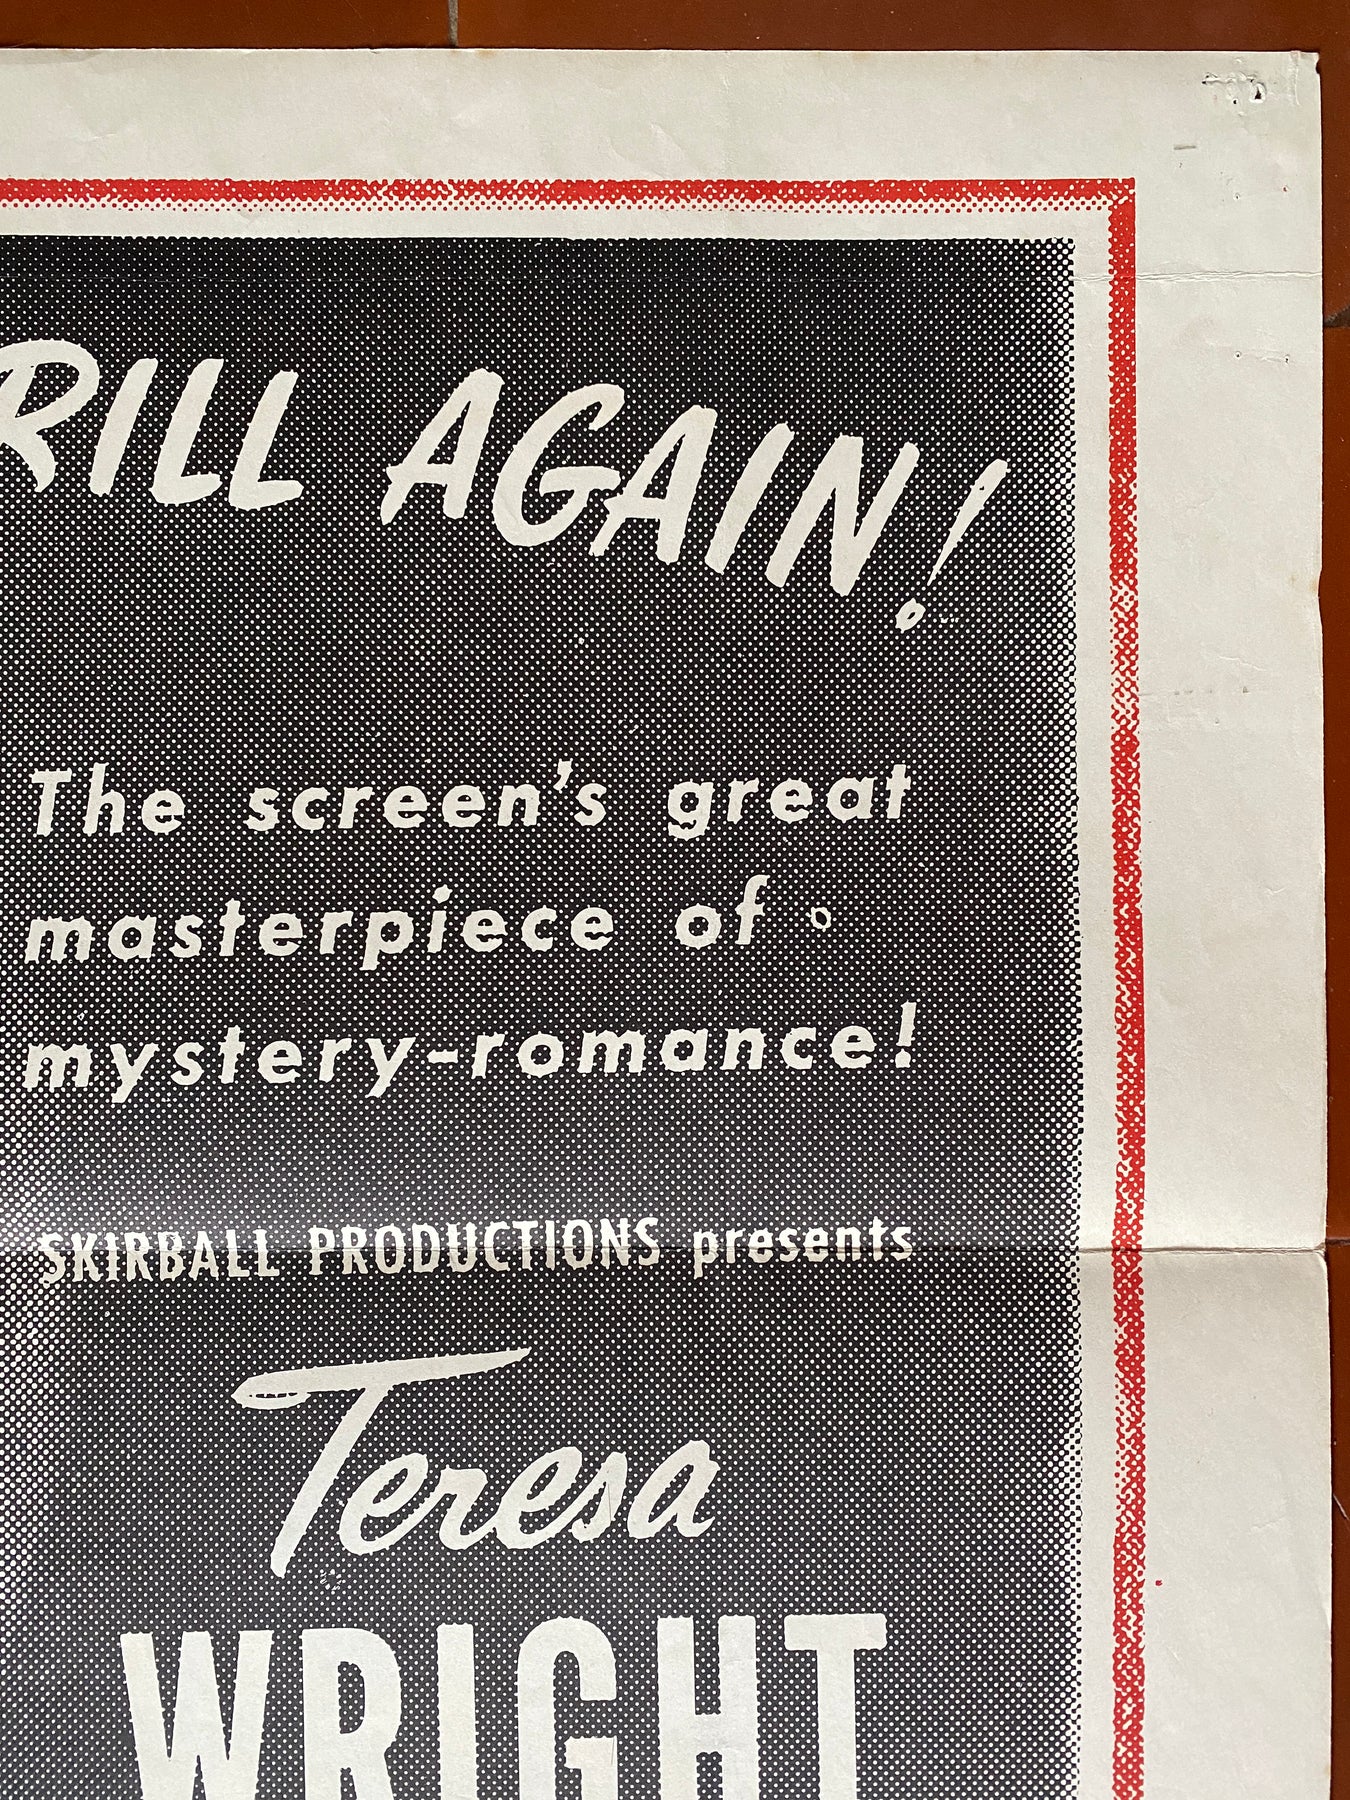 RILL AGAIN!
The screen's great
masterpiece of
mystery-romance!
SKIRBALL PRODUCTIONS presents
Teresa
WRIGHT